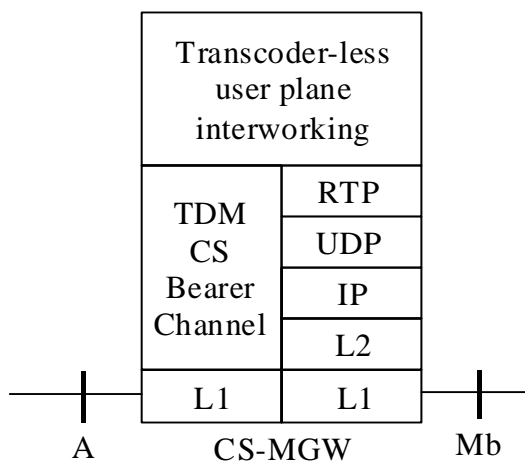 Transcoder-less
user plane
interworking
TDM
CS
Bearer
Channel
RTP
UDP
IP
L2
L1
L1
A
CS-MGW
Mb